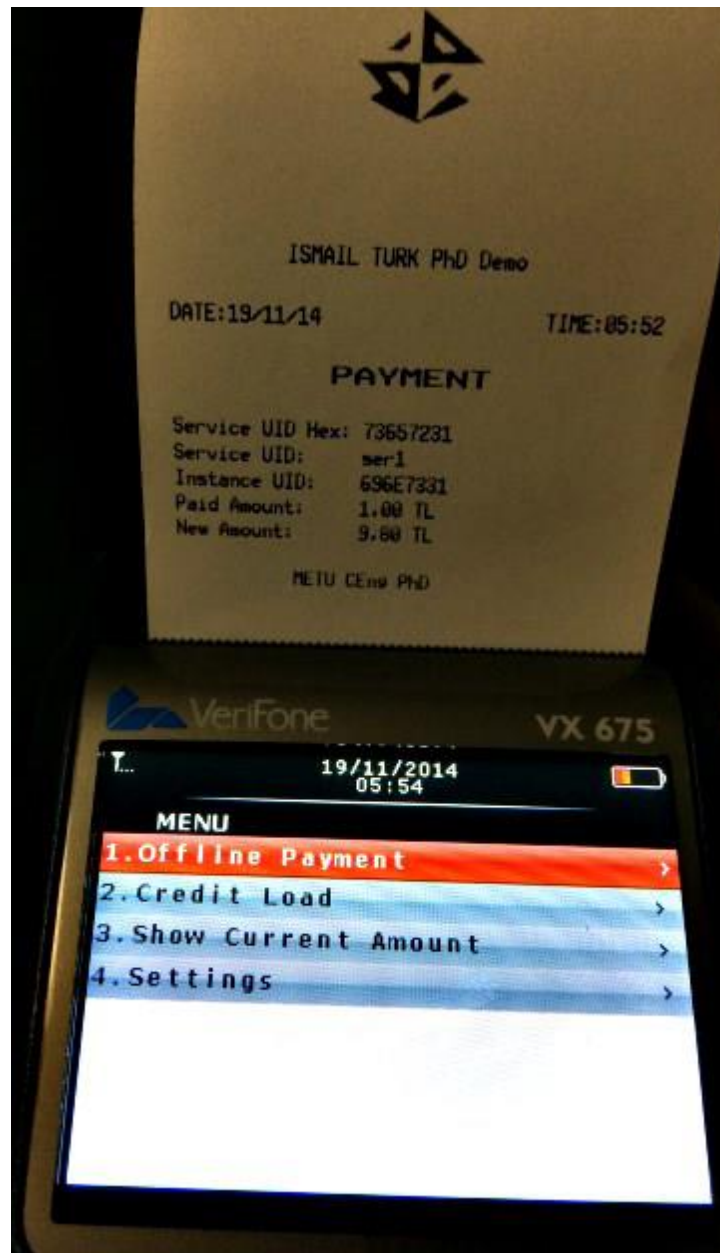 ISMAIL TURK PhD Demo
DATE:19/11/14 TIME:05:52
PAYMENT
Service UID Hex: 73657231
Service UID: ser1
Instance UID: 696E7331
Paid Amount: 1.00 TL
New Amount: 9.80 TL
METU CEng PhD
VeriFone VX 675
T...
19/11/2014
05:54
MENU
1.Offline Payment >
2.Credit Load >
3.Show Current Amount >
4.Settings >